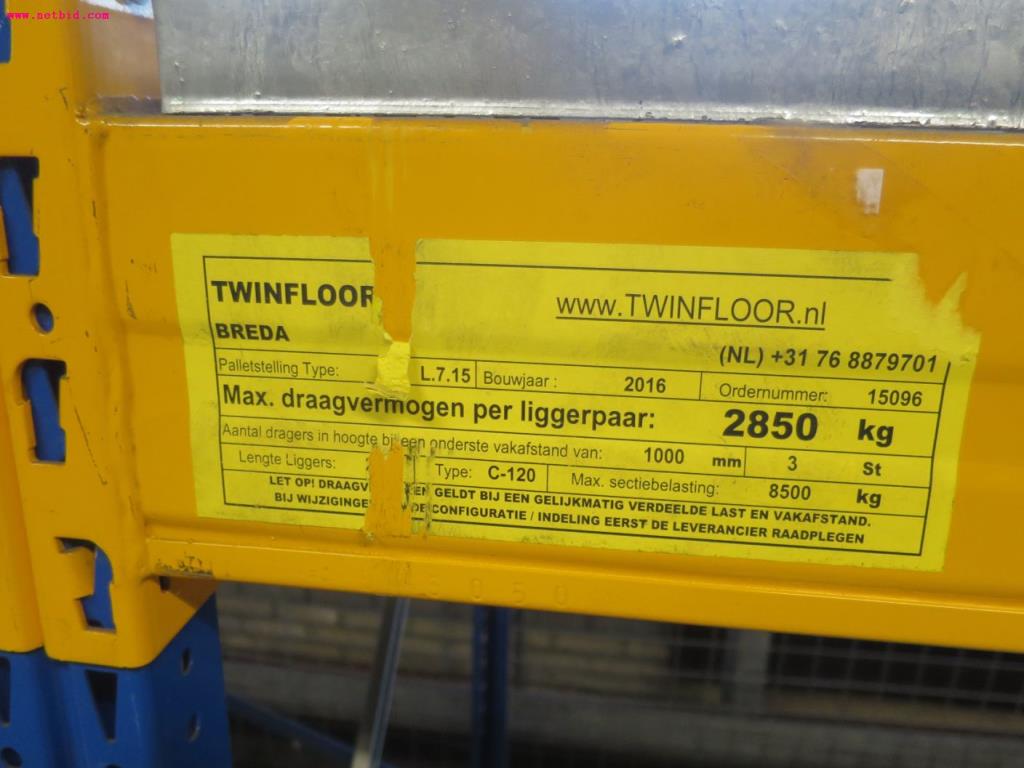 www.netbid.com
TWINFLOOR
www.TWINFLOOR.nl
BREDA
(NL) +31 76 8879701
Palletstelling Type: L.7.15 Bouwjaar : 2016 Ordernummer: 15096
Max. draagvermogen per liggerpaar: 2850 kg
Aantal dragers in hoogte bij een onderste vakafstand van: 1000 mm 3 St
Lengte Liggers: Type: C-120 Max. sectiebelasting: 8500 kg
LET OP! GELDT BIJ EEN GELIJKMATIG VERDEELDE LAST EN VAKAFSTAND.
BIJ DE CONFIGURATIE / INDELING EERST DE LEVERANCIER RAADPLEGEN